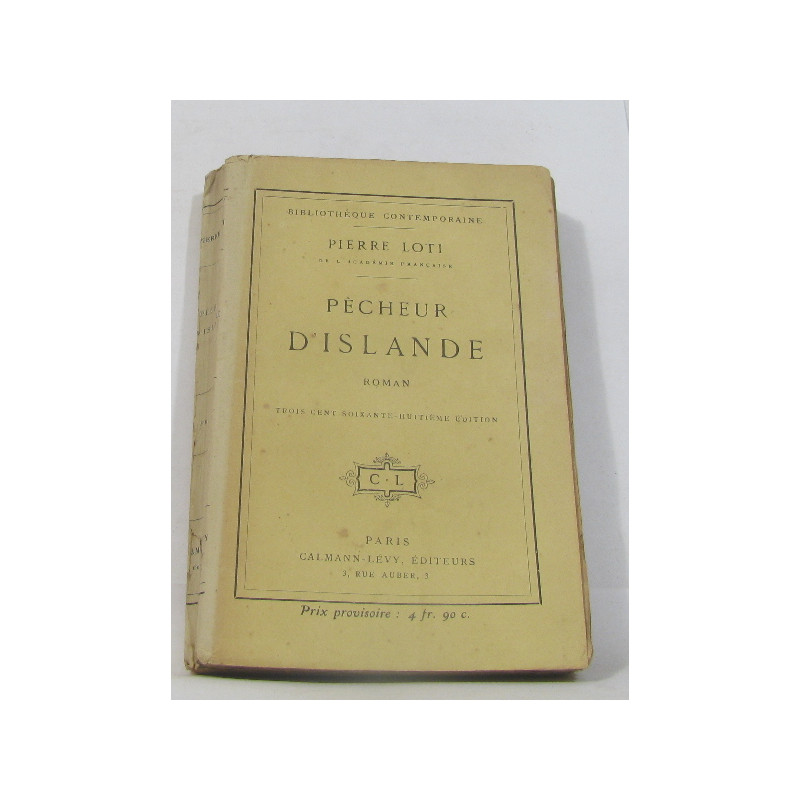 BIBLIOTHÈQUE CONTEMPORAINE
PIERRE LOTI
DE L'ACADÉMIE FRANÇAISE
PÊCHEUR
D'ISLANDE
ROMAN
TROIS CENT SOIXANTE-HUITIÈME ÉDITION
C·L
PARIS
CALMANN-LÉVY, ÉDITEURS
3, RUE AUBER, 3
Prix provisoire : 4 fr. 90 c.